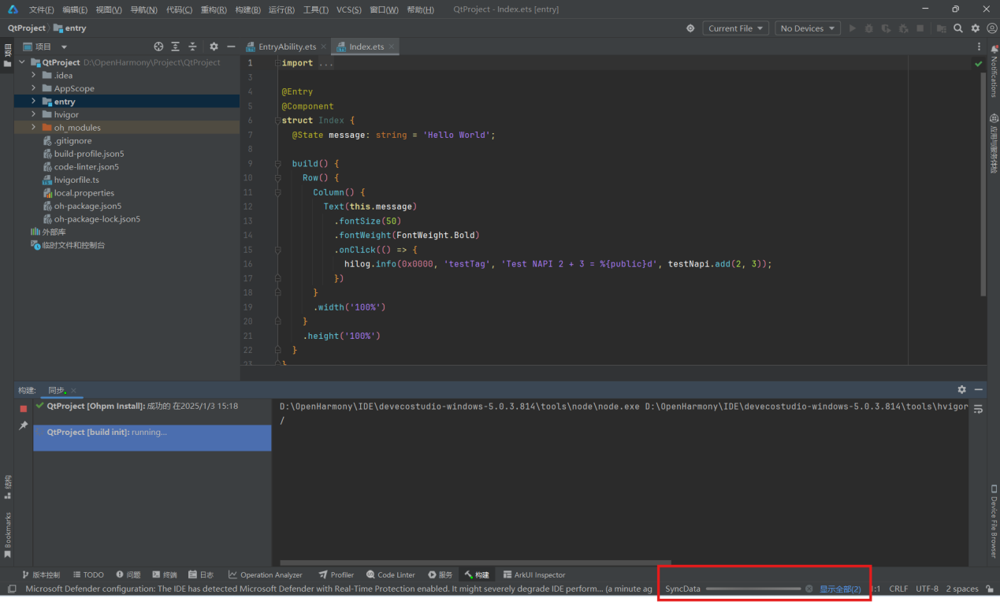 文件(F) 编辑(E) 视图(V) 导航(N) 代码(C) 重构(R) 构建(B) 运行(R) 工具(T) VCS(S) 窗口(W) 帮助(H) QtProject - Index.ets [entry]
QtProject entry Current File No Devices
项目 项目 EntryAbility.ets Index.ets
QtProject D:\OpenHarmony\Project\QtProject
.idea
AppScope
entry
hvigor
oh_modules
.gitignore
build-profile.json5
code-linter.json5
hvigorfile.ts
local.properties
oh-package.json5
oh-package-lock.json5
外部库
临时文件和控制台
1 import ...
3
4 @Entry
5 @Component
6 struct Index {
7 @State message: string = 'Hello World';
8
9 build() {
10 Row() {
11 Column() {
12 Text(this.message)
13 .fontSize(50)
14 .fontWeight(FontWeight.Bold)
15 .onClick(() => {
16 hilog.info(0x0000, 'testTag', 'Test NAPI 2 + 3 = %{public}d', testNapi.add(2, 3));
17 })
18 }
19 .width('100%')
20 }
21 .height('100%')
22 }
23 }
Notifications
应用与服务体检
构建: 同步
QtProject [Ohpm Install]: 成功的 在2025/1/3 15:18
QtProject [build init]: running...
D:\OpenHarmony\IDE\devecostudio-windows-5.0.3.814\tools\node\node.exe D:\OpenHarmony\IDE\devecostudio-windows-5.0.3.814\tools\hvigor
/
结构
Bookmarks
Device File Browser
版本控制 TODO 问题 终端 日志 Operation Analyzer Profiler Code Linter 服务 构建 ArkUI Inspector
Microsoft Defender configuration: The IDE has detected Microsoft Defender with Real-Time Protection enabled. It might severely degrade IDE perform... (a minute ag SyncData 显示全部(2) :1 CRLF UTF-8 2 spaces